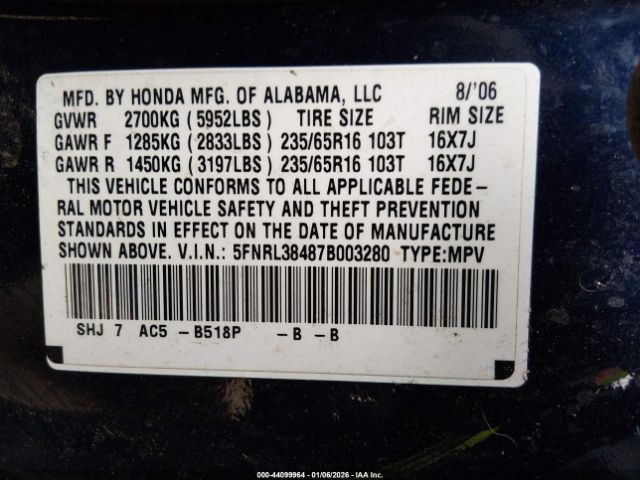 MFD. BY HONDA MFG. OF ALABAMA, LLC 8/'06
GVWR 2700KG (5952LBS) TIRE SIZE RIM SIZE
GAWR F 1285KG (2833LBS) 235/65R16 103T 16X7J
GAWR R 1450KG (3197LBS) 235/65R16 103T 16X7J
THIS VEHICLE CONFORMS TO ALL APPLICABLE FEDE-
RAL MOTOR VEHICLE SAFETY AND THEFT PREVENTION
STANDARDS IN EFFECT ON THE DATE OF MANUFACTURE
SHOWN ABOVE. V.I.N.: 5FNRL38487B003280 TYPE:MPV
SHJ 7 AC5 -B518P -B -B
000-44099964 - 01/06/2026 - IAA Inc.